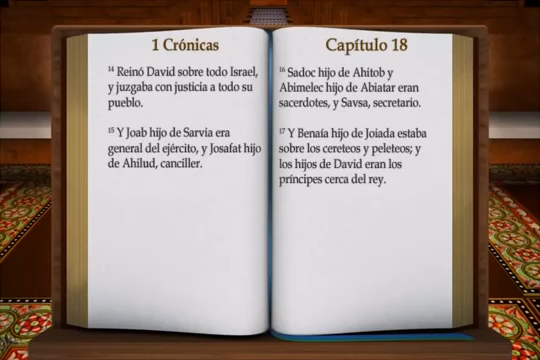 1 Crónicas
14 Reinó David sobre todo Israel,
y juzgaba con justicia a todo su
pueblo.
15 Y Joab hijo de Sarvia era
general del ejército, y Josafat hijo
de Ahilud, canciller.
Capítulo 18
16 Sadoc hijo de Ahitob y
Abimelec hijo de Abiatar eran
sacerdotes, y Savsa, secretario.
17 Y Benaía hijo de Joiada estaba
sobre los cereteos y peleteos; y
los hijos de David eran los
príncipes cerca del rey.